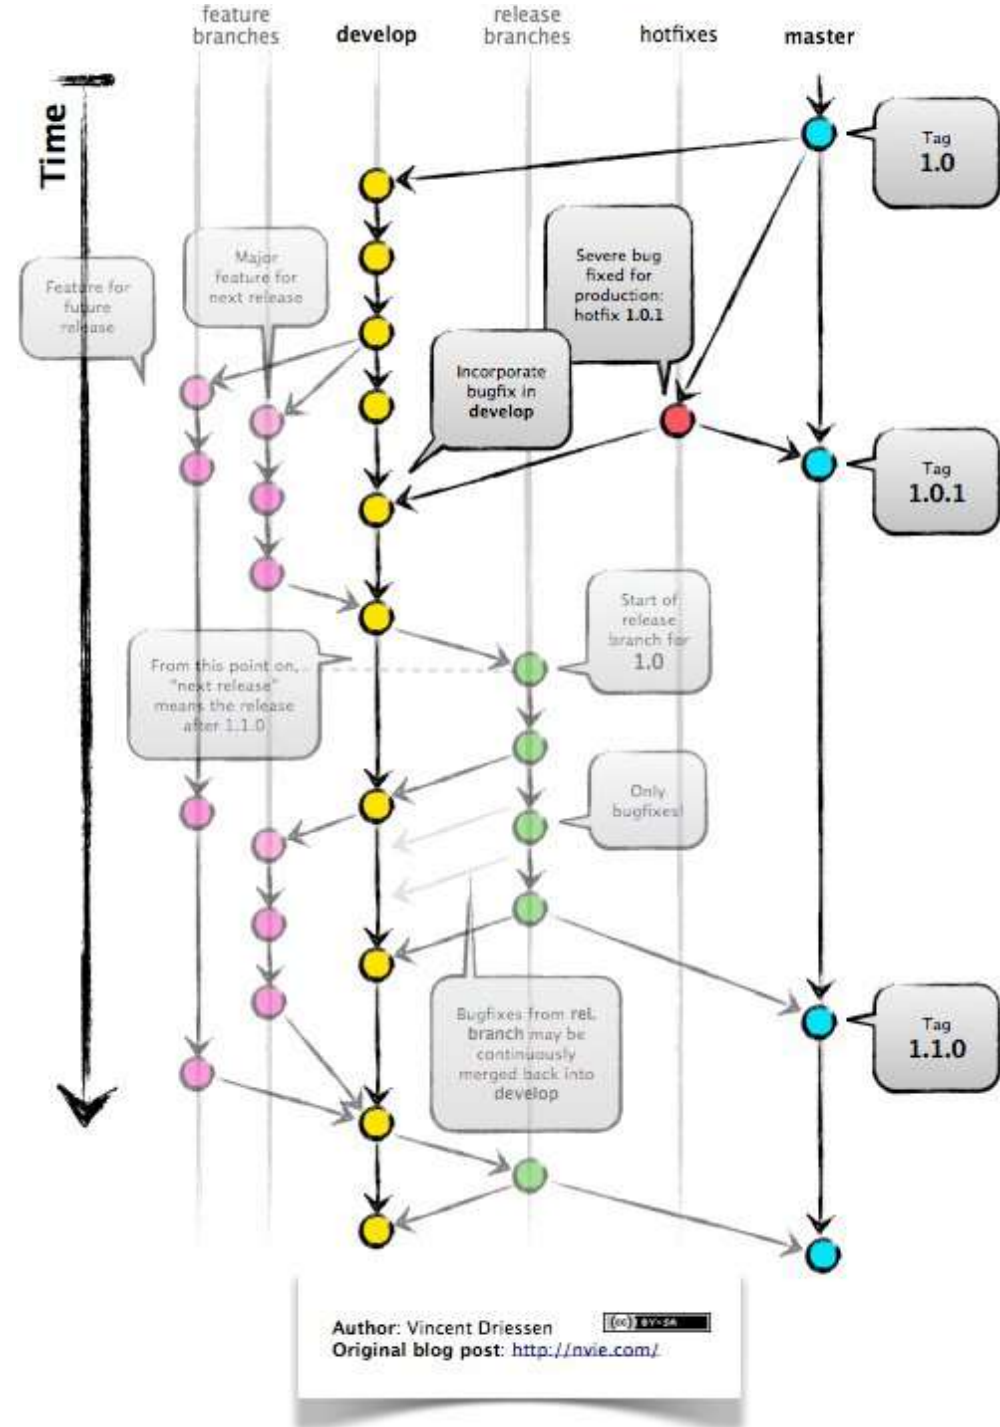 feature
branches
develop
release
branches
hotfixes
master
Time
Tag
1.0
Major
feature for
next release
Feature for
future
release
Severe bug
fixed for
production:
hotfix 1.0.1
Incorporate
bugfix in
develop
Tag
1.0.1
Start of
release
branch for
1.0
From this point on,
"next release"
means the release
after 1.1.0
Only
bugfixes!
Bugfixes from rel.
branch may be
continuously
merged back into
develop
Tag
1.1.0
Author: Vincent Driessen
(cc) BY-SA
Original blog post: http://nvie.com/